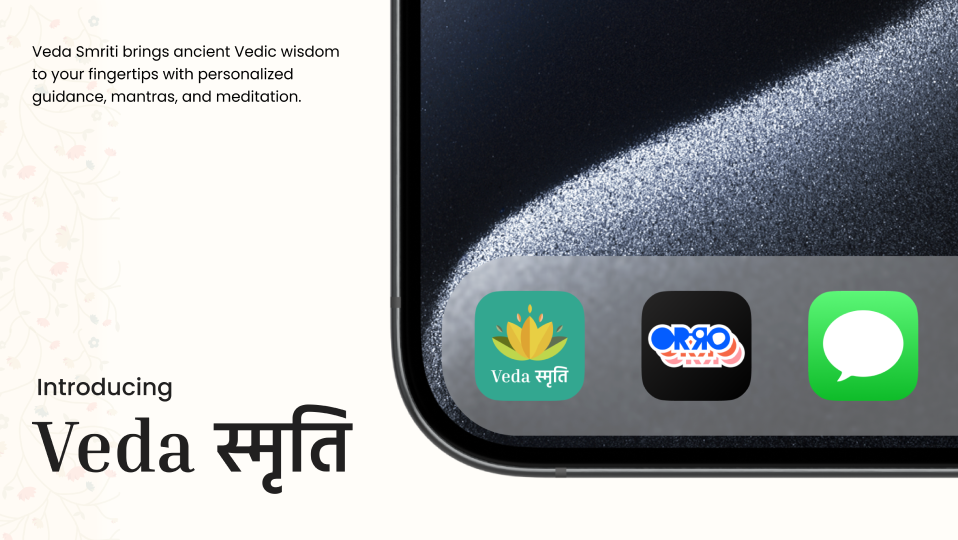 Veda Smriti brings ancient Vedic wisdom
to your fingertips with personalized
guidance, mantras, and meditation.
Introducing
Veda स्मृति
Veda स्मृति